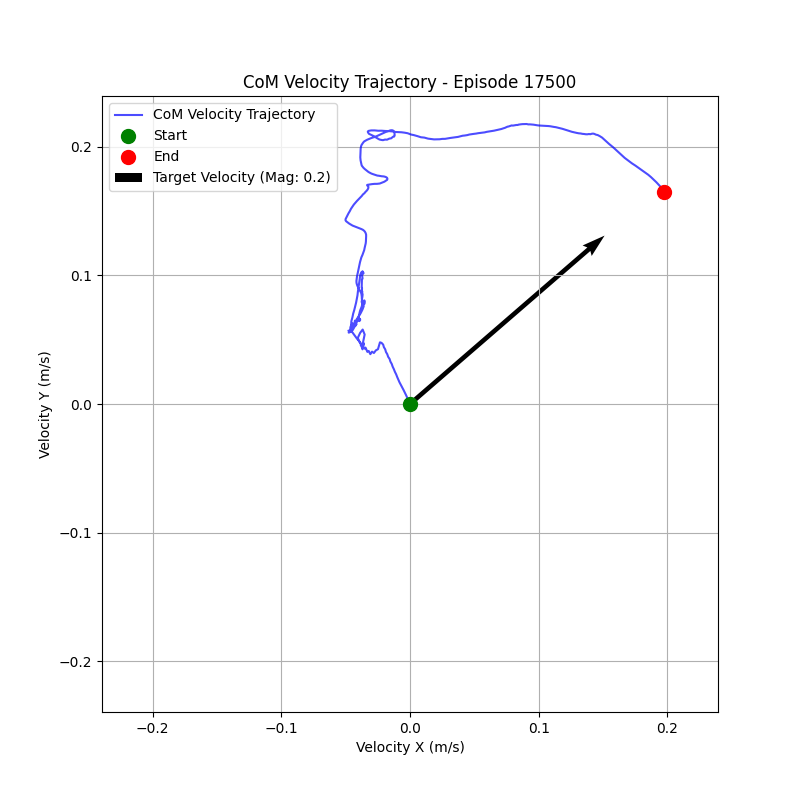 CoM Velocity Trajectory - Episode 17500
CoM Velocity Trajectory
Start
End
Target Velocity (Mag: 0.2)
0.2
0.1
0.0
−0.1
−0.2
Velocity Y (m/s)
−0.2
−0.1
0.0
0.1
0.2
Velocity X (m/s)